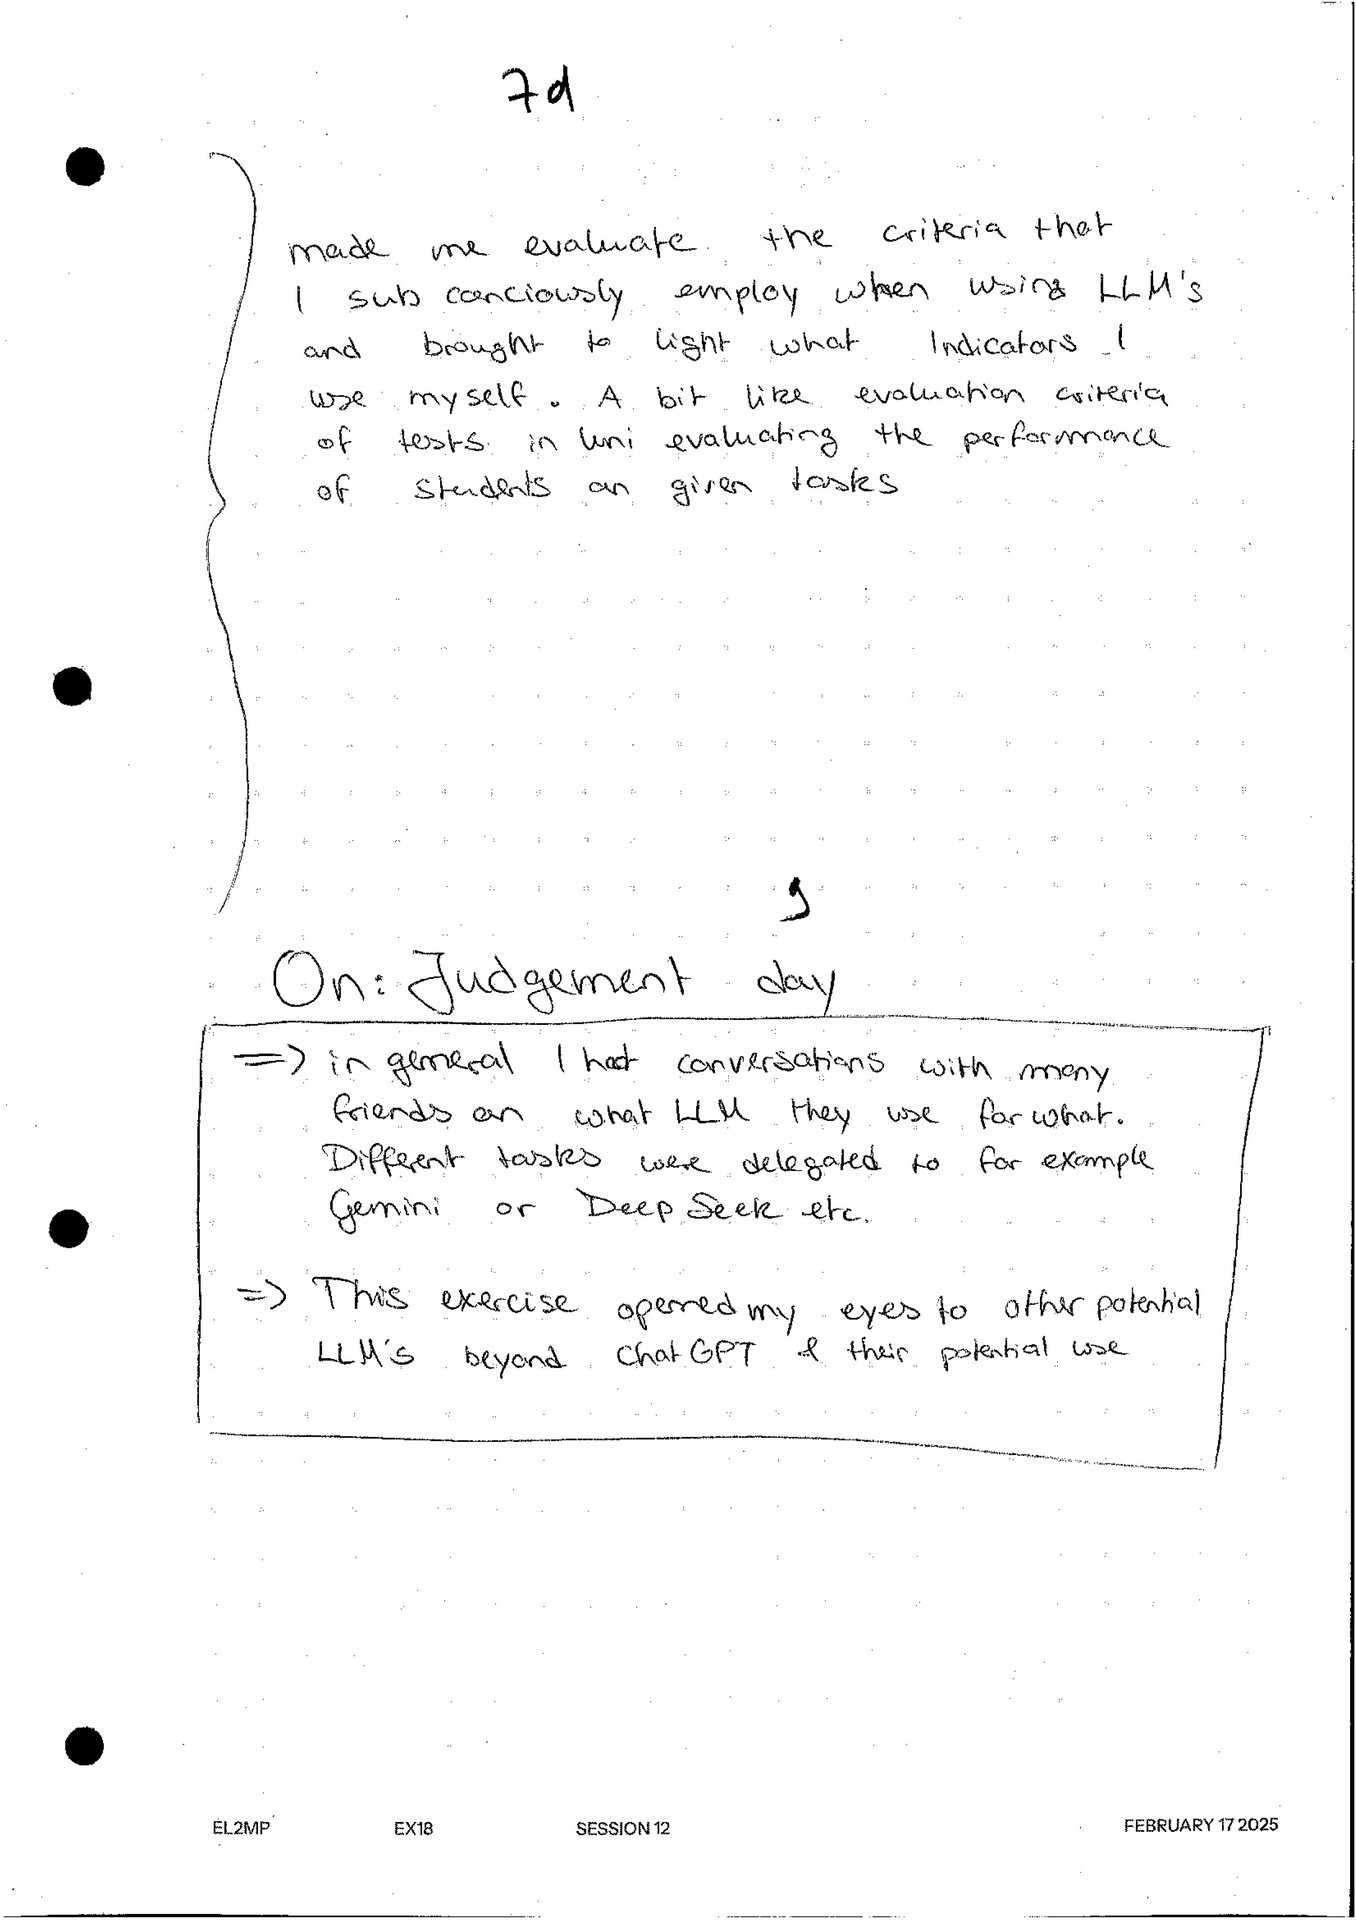 7d
made me evaluate the criteria that
I sub conciously employ when using LLM's
and brought to light what Indicators I
use myself. A bit like evaluation criteria
of tests in Uni evaluating the performance
of students on given tasks
9
On: Judgement day
=> in general I had conversations with many
friends on what LLM they use for what.
Different tasks were delegated to for example
Gemini or DeepSeek etc.
=> This exercise opened my eyes to other potential
LLM's beyond ChatGPT & their potential use
EL2MP EX18 SESSION 12 FEBRUARY 17 2025